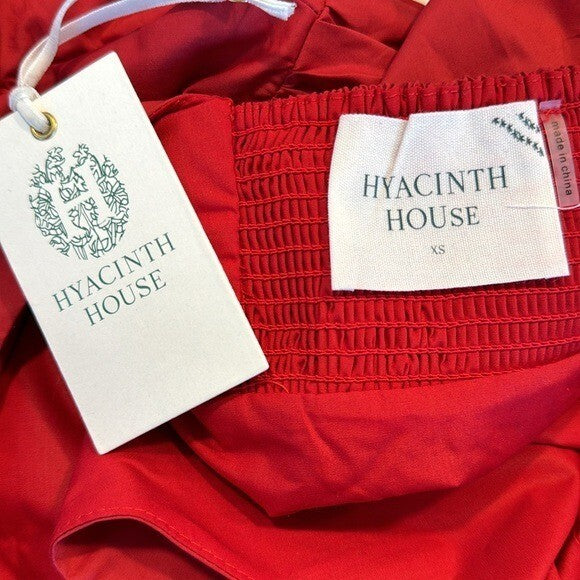 HYACINTH
HOUSE
HYACINTH
HOUSE
XS
made in china